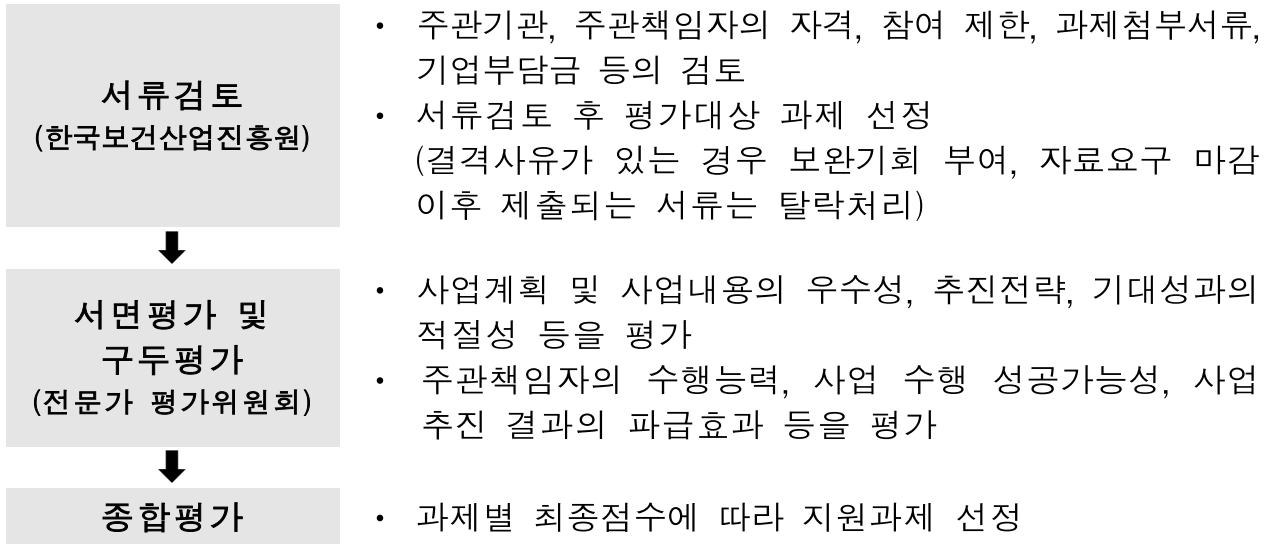 서류검토
(한국보건산업진흥원)
• 주관기관, 주관책임자의 자격, 참여 제한, 과제첨부서류,
기업부담금 등의 검토
• 서류검토 후 평가대상 과제 선정
(결격사유가 있는 경우 보완기회 부여, 자료요구 마감
이후 제출되는 서류는 탈락처리)
서면평가 및
구두평가
(전문가 평가위원회)
• 사업계획 및 사업내용의 우수성, 추진전략, 기대성과의
적절성 등을 평가
• 주관책임자의 수행능력, 사업 수행 성공가능성, 사업
추진 결과의 파급효과 등을 평가
종합평가
• 과제별 최종점수에 따라 지원과제 선정